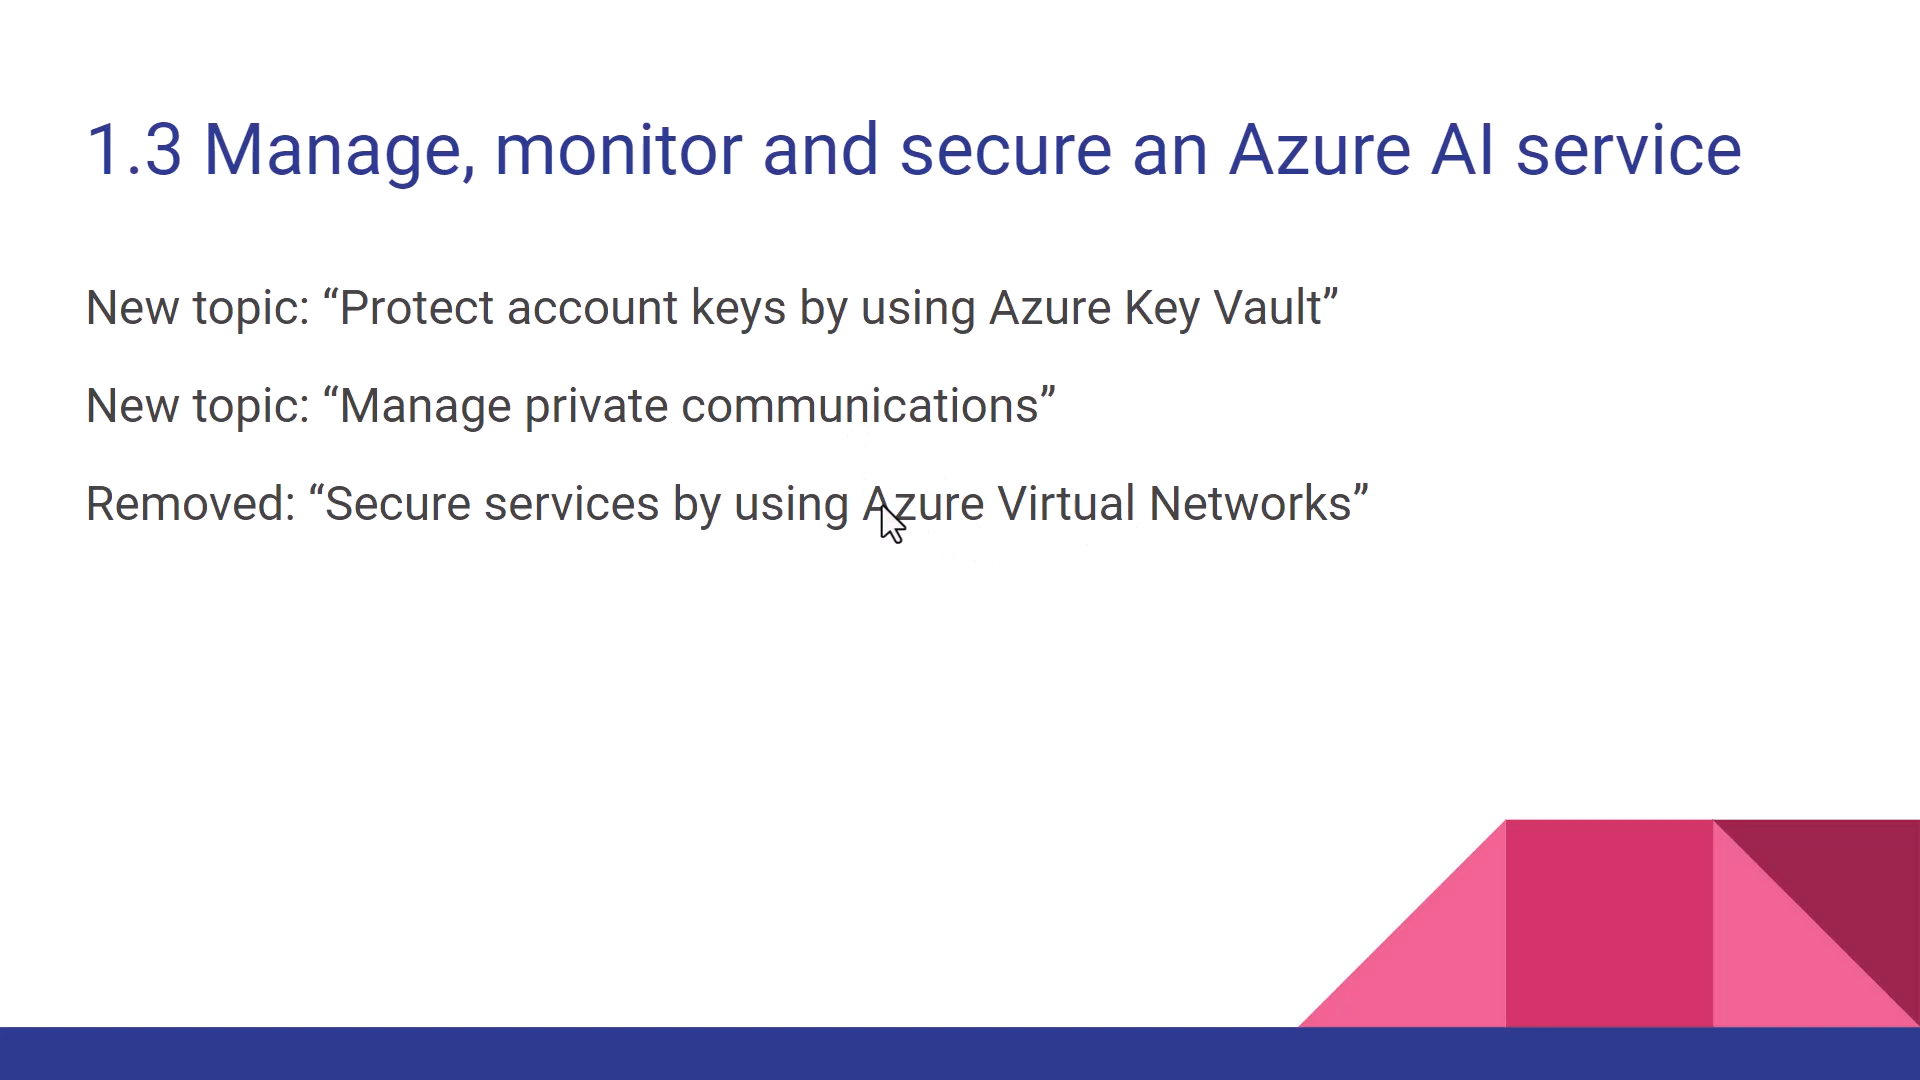 1.3 Manage, monitor and secure an Azure AI service
New topic: “Protect account keys by using Azure Key Vault”
New topic: “Manage private communications”
Removed: “Secure services by using Azure Virtual Networks”